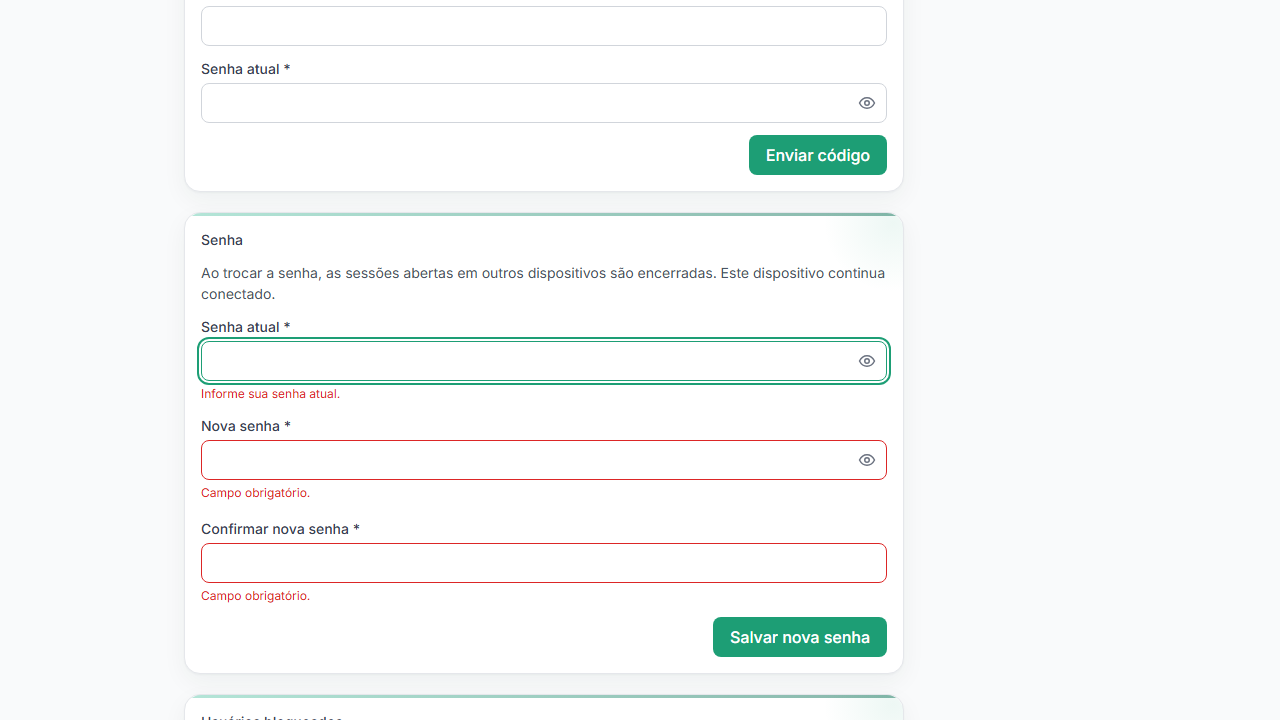 Senha atual *
Enviar código
Senha
Ao trocar a senha, as sessões abertas em outros dispositivos são encerradas. Este dispositivo continua
conectado.
Senha atual *
Informe sua senha atual.
Nova senha *
Campo obrigatório.
Confirmar nova senha *
Campo obrigatório.
Salvar nova senha